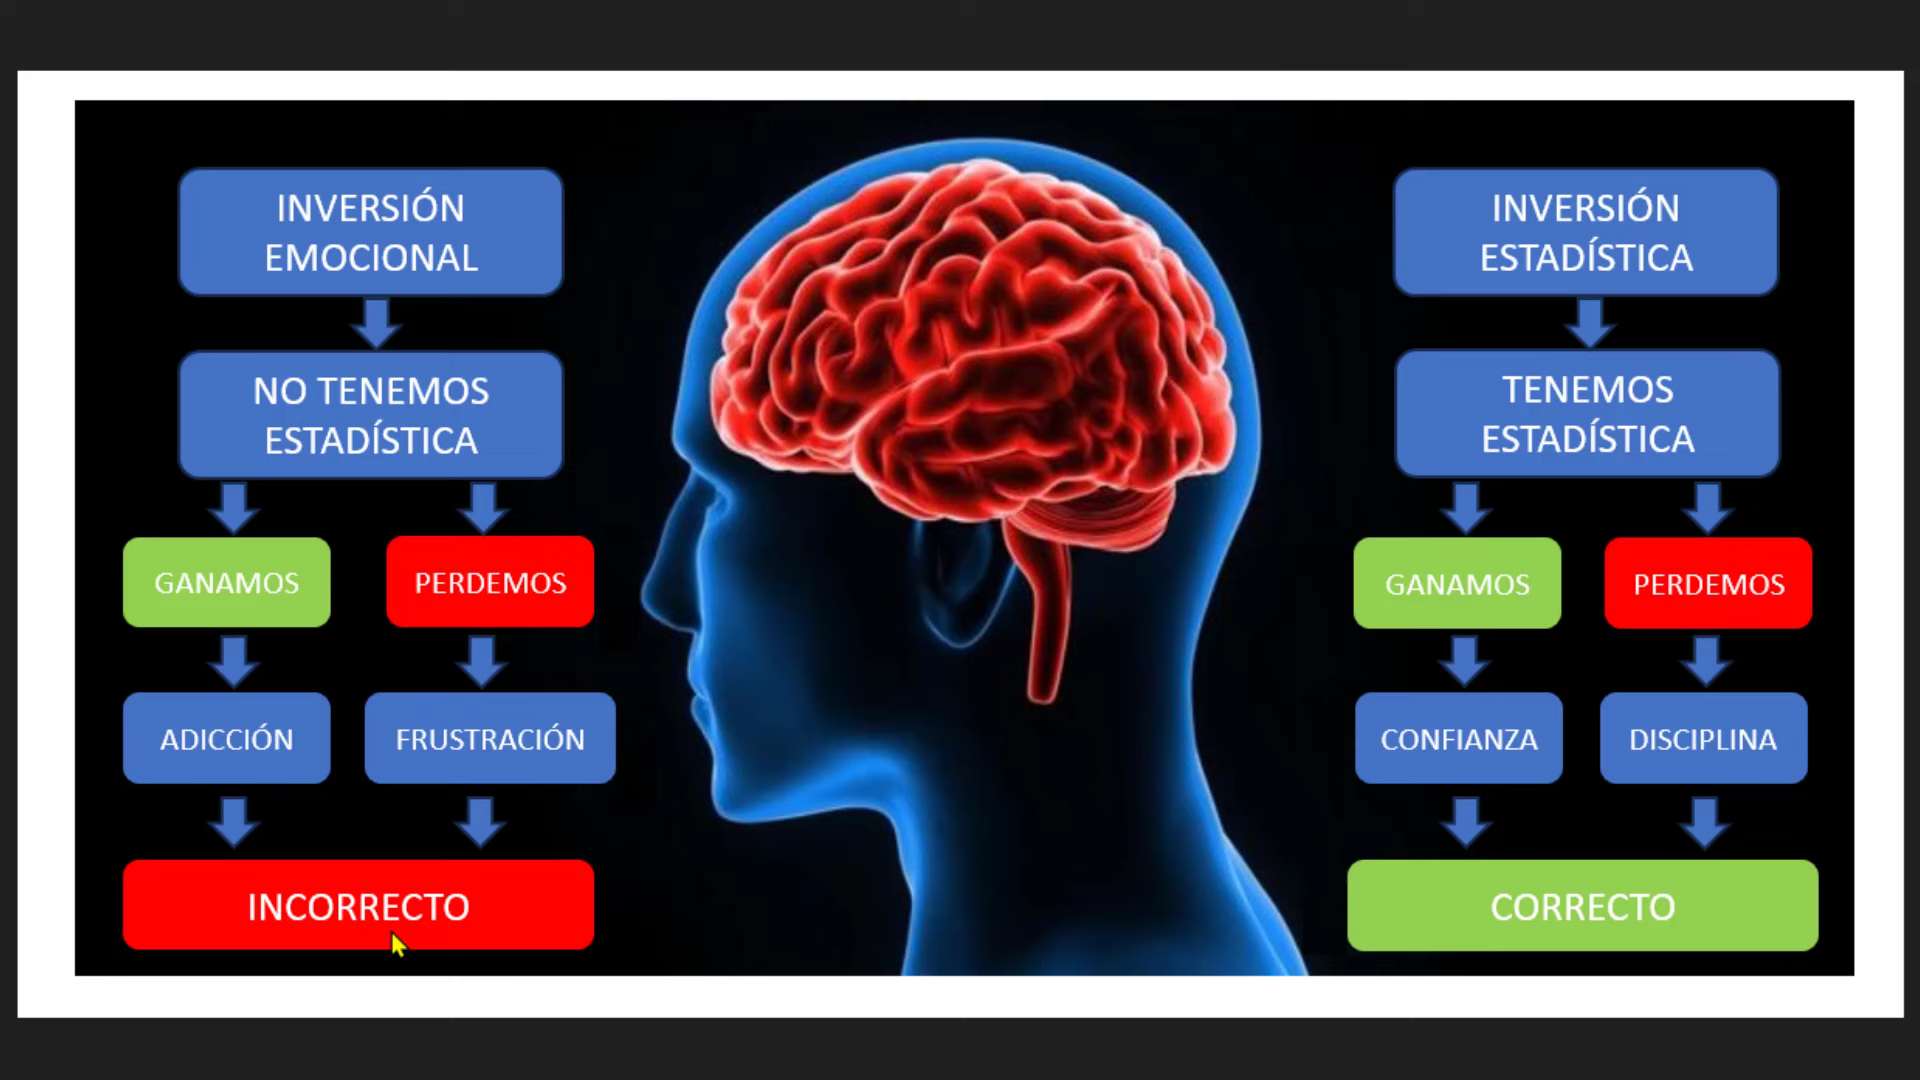 INVERSIÓN
EMOCIONAL
NO TENEMOS
ESTADÍSTICA
GANAMOS
PERDEMOS
ADICCIÓN
FRUSTRACIÓN
INCORRECTO
INVERSIÓN
ESTADÍSTICA
TENEMOS
ESTADÍSTICA
GANAMOS
PERDEMOS
CONFIANZA
DISCIPLINA
CORRECTO